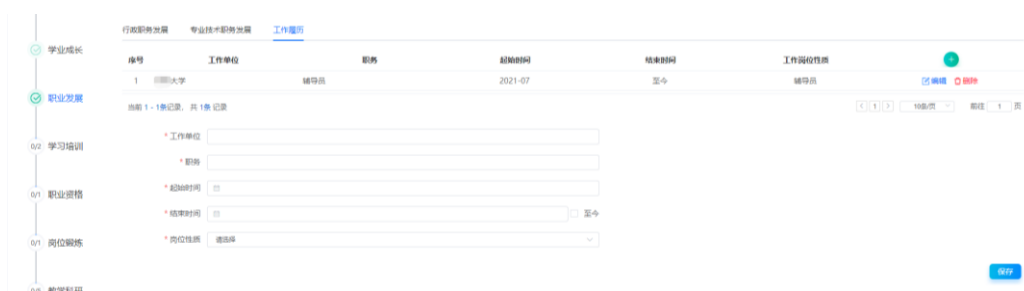 行政职务发展 专业技术职务发展 工作履历
学业成长
序号 工作单位 职务 起始时间 结束时间 工作岗位性质
1 大学 辅导员 2021-07 至今 辅导员 编辑 删除
职业发展
当前 1 - 1条记录，共 1条 记录 1 10条/页 前往 1 页
* 工作单位
0/2 学习培训
* 职务
* 起始时间
0/1 职业资格
* 结束时间 至今
* 岗位性质 请选择
0/1 岗位锻炼
保存
教学科研